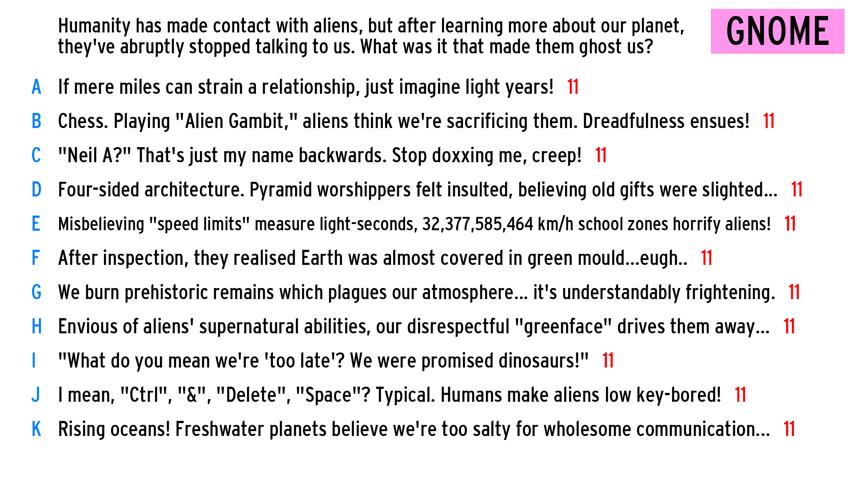 Humanity has made contact with aliens, but after learning more about our planet,
they've abruptly stopped talking to us. What was it that made them ghost us?
GNOME
A If mere miles can strain a relationship, just imagine light years! 11
B Chess. Playing "Alien Gambit," aliens think we're sacrificing them. Dreadfulness ensues! 11
C "Neil A?" That's just my name backwards. Stop doxxing me, creep! 11
D Four-sided architecture. Pyramid worshippers felt insulted, believing old gifts were slighted... 11
E Misbelieving "speed limits" measure light-seconds, 32,377,585,464 km/h school zones horrify aliens! 11
F After inspection, they realised Earth was almost covered in green mould...eugh.. 11
G We burn prehistoric remains which plagues our atmosphere... it's understandably frightening. 11
H Envious of aliens' supernatural abilities, our disrespectful "greenface" drives them away... 11
I "What do you mean we're 'too late'? We were promised dinosaurs!" 11
J I mean, "Ctrl", "&", "Delete", "Space"? Typical. Humans make aliens low key-bored! 11
K Rising oceans! Freshwater planets believe we're too salty for wholesome communication... 11